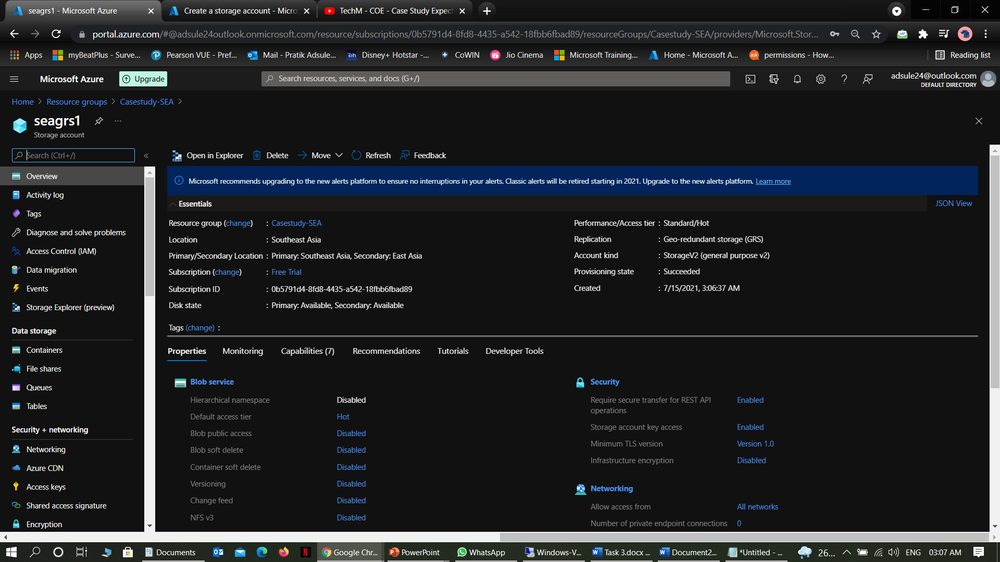 seagrs1 - Microsoft Azure
Create a storage account - Micro
TechM - COE - Case Study Expect
portal.azure.com/#@adsule24outlook.onmicrosoft.com/resource/subscriptions/0b5791d4-8fd8-4435-a542-18fbb6fbad89/resourceGroups/Casestudy-SEA/providers/Microsoft.Stor...
Apps
myBeatPlus - Surve...
Pearson VUE - Pref...
Mail - Pratik Adsule...
Disney+ Hotstar -...
CoWIN
Jio Cinema
Microsoft Training...
Home - Microsoft A...
ask
permissions - How...
Reading list
Microsoft Azure
Upgrade
Search resources, services, and docs (G+/)
adsule24@outlook.com
DEFAULT DIRECTORY
Home > Resource groups > Casestudy-SEA >
seagrs1
Storage account
Search (Ctrl+/)
Open in Explorer
Delete
Move
Refresh
Feedback
Overview
Activity log
Tags
Diagnose and solve problems
Access Control (IAM)
Data migration
Events
Storage Explorer (preview)
Data storage
Containers
File shares
Queues
Tables
Security + networking
Networking
Azure CDN
Access keys
Shared access signature
Encryption
Microsoft recommends upgrading to the new alerts platform to ensure no interruptions in your alerts. Classic alerts will be retired starting in 2021. Upgrade to the new alerts platform. Learn more
Essentials
JSON View
Resource group (change) : Casestudy-SEA
Location : Southeast Asia
Primary/Secondary Location : Primary: Southeast Asia, Secondary: East Asia
Subscription (change) : Free Trial
Subscription ID : 0b5791d4-8fd8-4435-a542-18fbb6fbad89
Disk state : Primary: Available, Secondary: Available
Performance/Access tier : Standard/Hot
Replication : Geo-redundant storage (GRS)
Account kind : StorageV2 (general purpose v2)
Provisioning state : Succeeded
Created : 7/15/2021, 3:06:37 AM
Tags (change) :
Properties
Monitoring
Capabilities (7)
Recommendations
Tutorials
Developer Tools
Blob service
Hierarchical namespace Disabled
Default access tier Hot
Blob public access Disabled
Blob soft delete Disabled
Container soft delete Disabled
Versioning Disabled
Change feed Disabled
NFS v3 Disabled
Security
Require secure transfer for REST API Enabled
operations
Storage account key access Enabled
Minimum TLS version Version 1.0
Infrastructure encryption Disabled
Networking
Allow access from All networks
Number of private endpoint connections 0
Documents
Google Chr...
PowerPoint
WhatsApp
Windows-V...
Task 3.docx ...
Document2...
*Untitled - ...
26...
ENG
03:07 AM